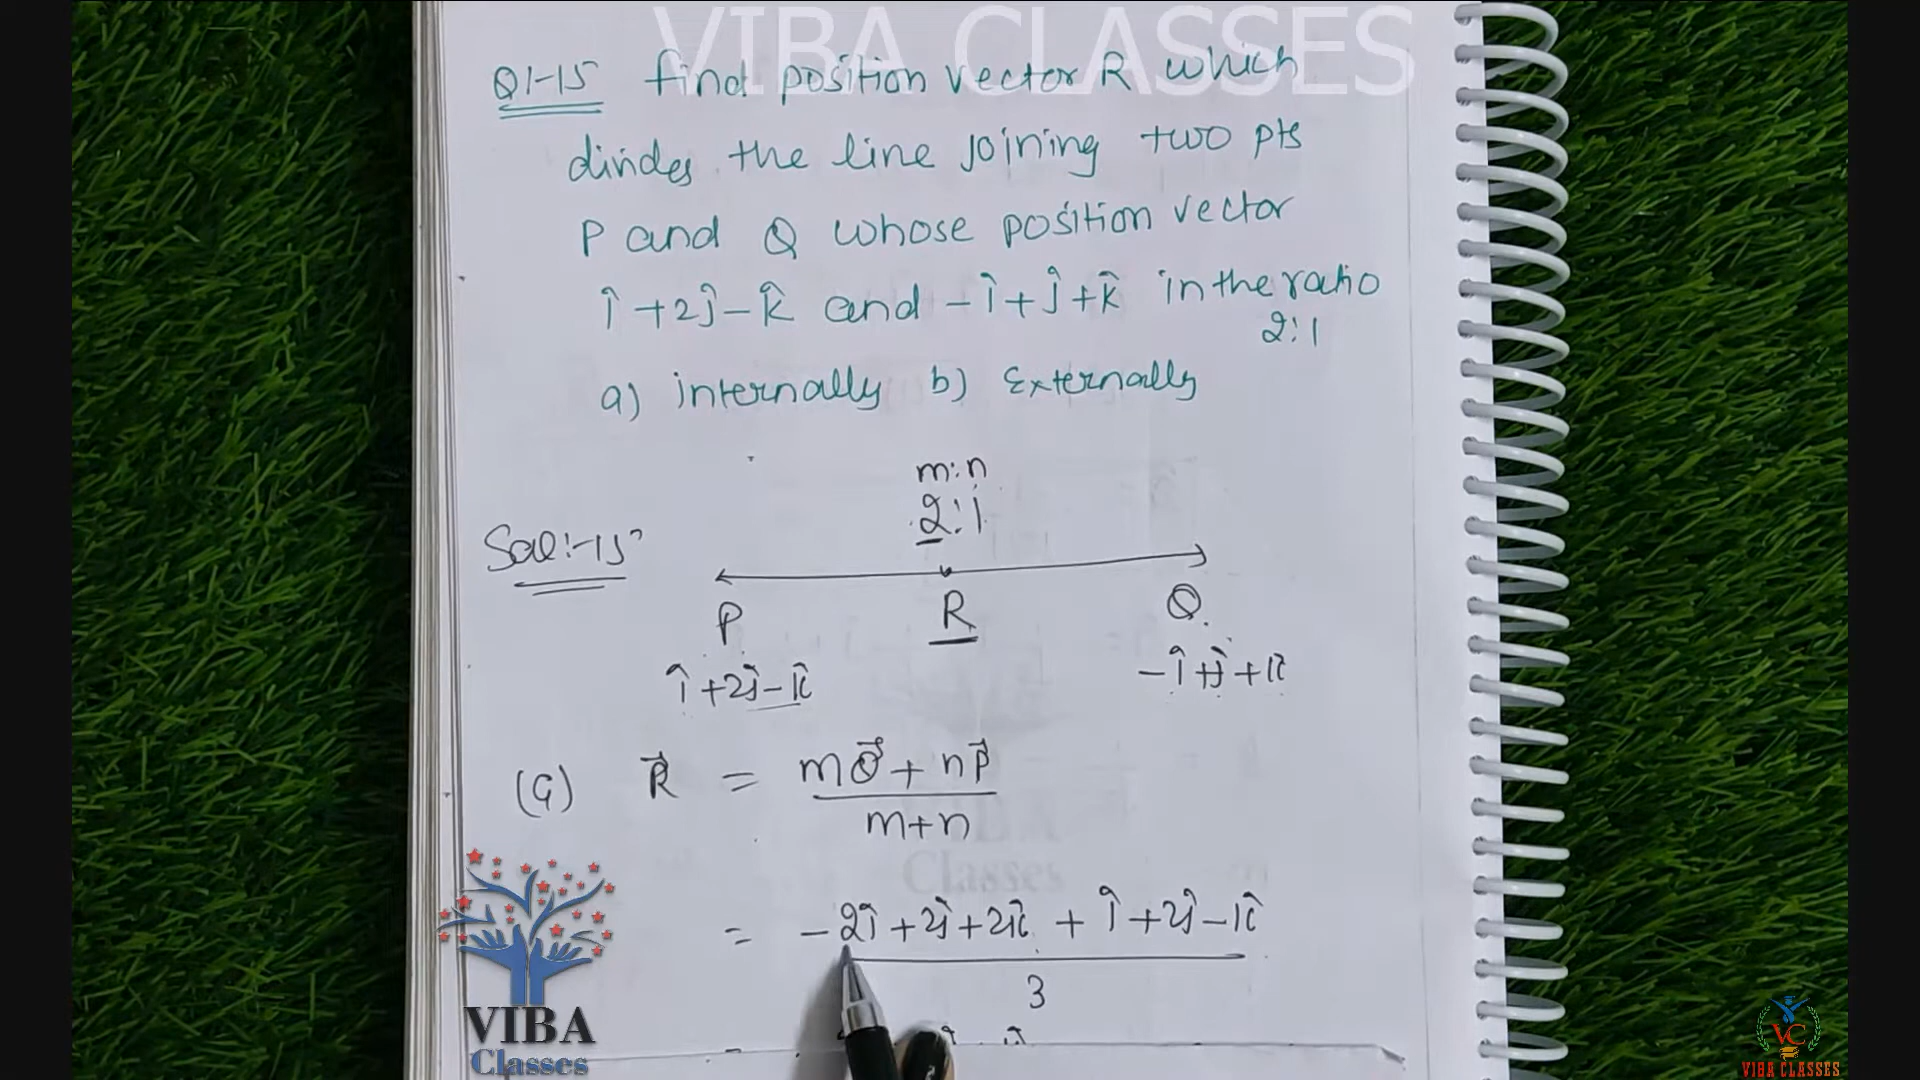 VIBA CLASSES
Q1-15 find position vector R which
divides the line joining two pts
P and Q whose position vector
î + 2ĵ - k̂ and - î + ĵ + k̂ in the ratio
2:1
a) internally b) Externally
m:n
2:1
Sol:-15
P R Q
î + 2ĵ - k̂ - î + ĵ + k̂
R⃗ = mQ⃗ + nP⃗
m+n
Classes
= - 2î + 2ĵ + 2k̂ + î + 2ĵ - k̂
3
VIBA
Classes
VC
VIBA CLASSES